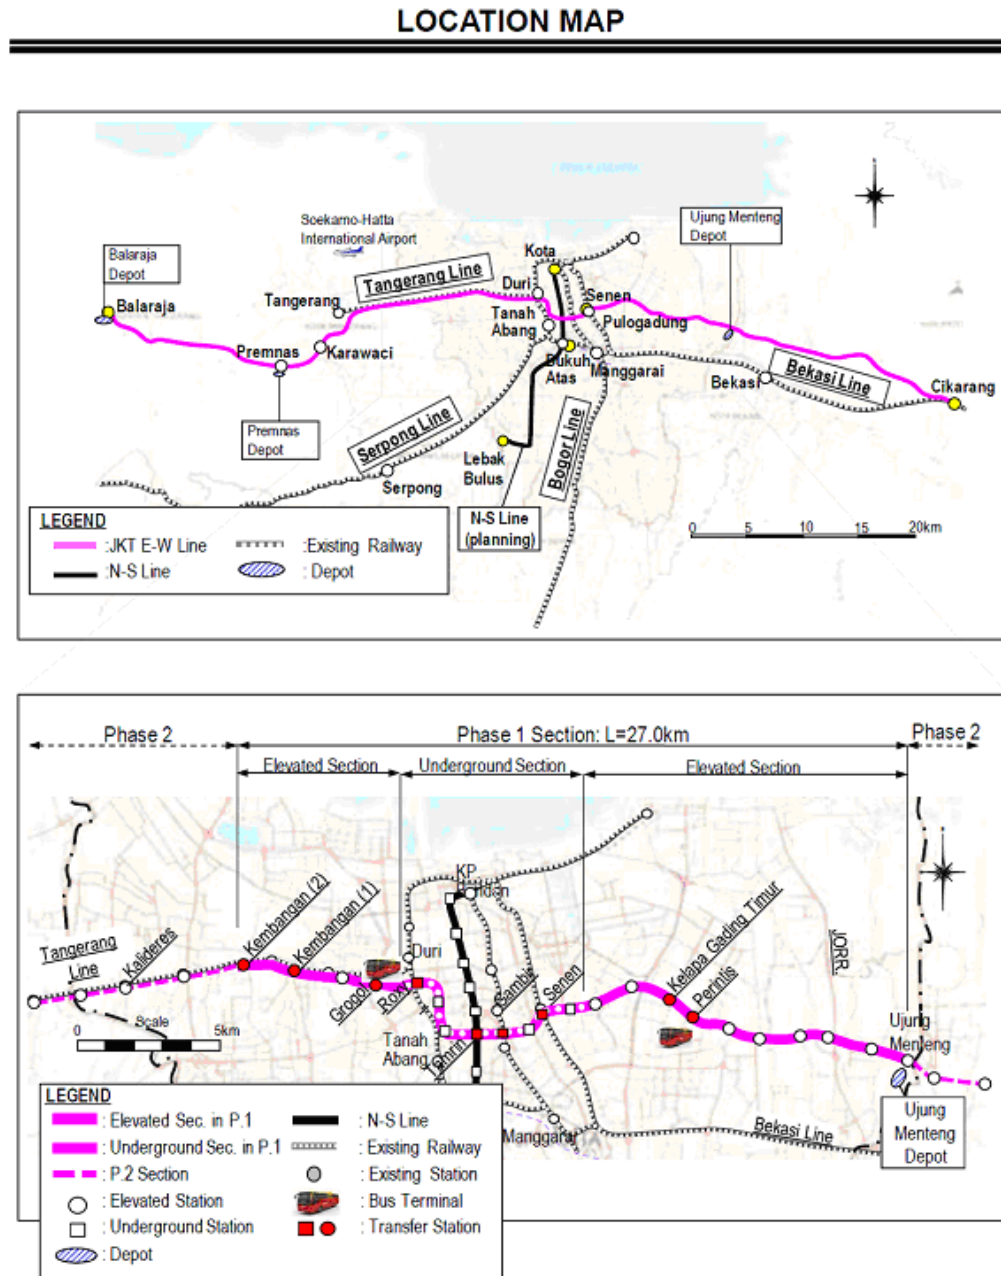 LOCATION MAP
Soekarno-Hatta
International Airport
Ujung Menteng
Depot
Balaraja
Depot
Kota
Tangerang Line
Duri
Senen
Balaraja
Tangerang
Tanah
Abang
Pulogadung
Premnas
Karawaci
Bukuh
Atas
Manggarai
Bekasi
Bekasi Line
Cikarang
Premnas
Depot
Serpong Line
Bogor Line
Lebak
Bulus
Serpong
N-S Line
(planning)
0 5 10 15 20km
LEGEND
:JKT E-W Line
:Existing Railway
:N-S Line
: Depot
Phase 2
Phase 1 Section: L=27.0km
Phase 2
Elevated Section
Underground Section
Elevated Section
KP
Kembangan (2)
Kembangan (1)
Kelapa Gading Timur
Tangerang
Line
Kalideres
Duri
Grogol
Roxy
Gambir
Senen
Perintis
JORR.
0 Scale 5km
Tanah
Abang
Tamrin
Ujung
Menteng
Manggarai
Bekasi Line
Ujung
Menteng
Depot
LEGEND
: Elevated Sec. in P.1
: N-S Line
: Underground Sec. in P.1
: Existing Railway
: P.2 Section
: Existing Station
: Elevated Station
: Bus Terminal
: Underground Station
: Transfer Station
: Depot